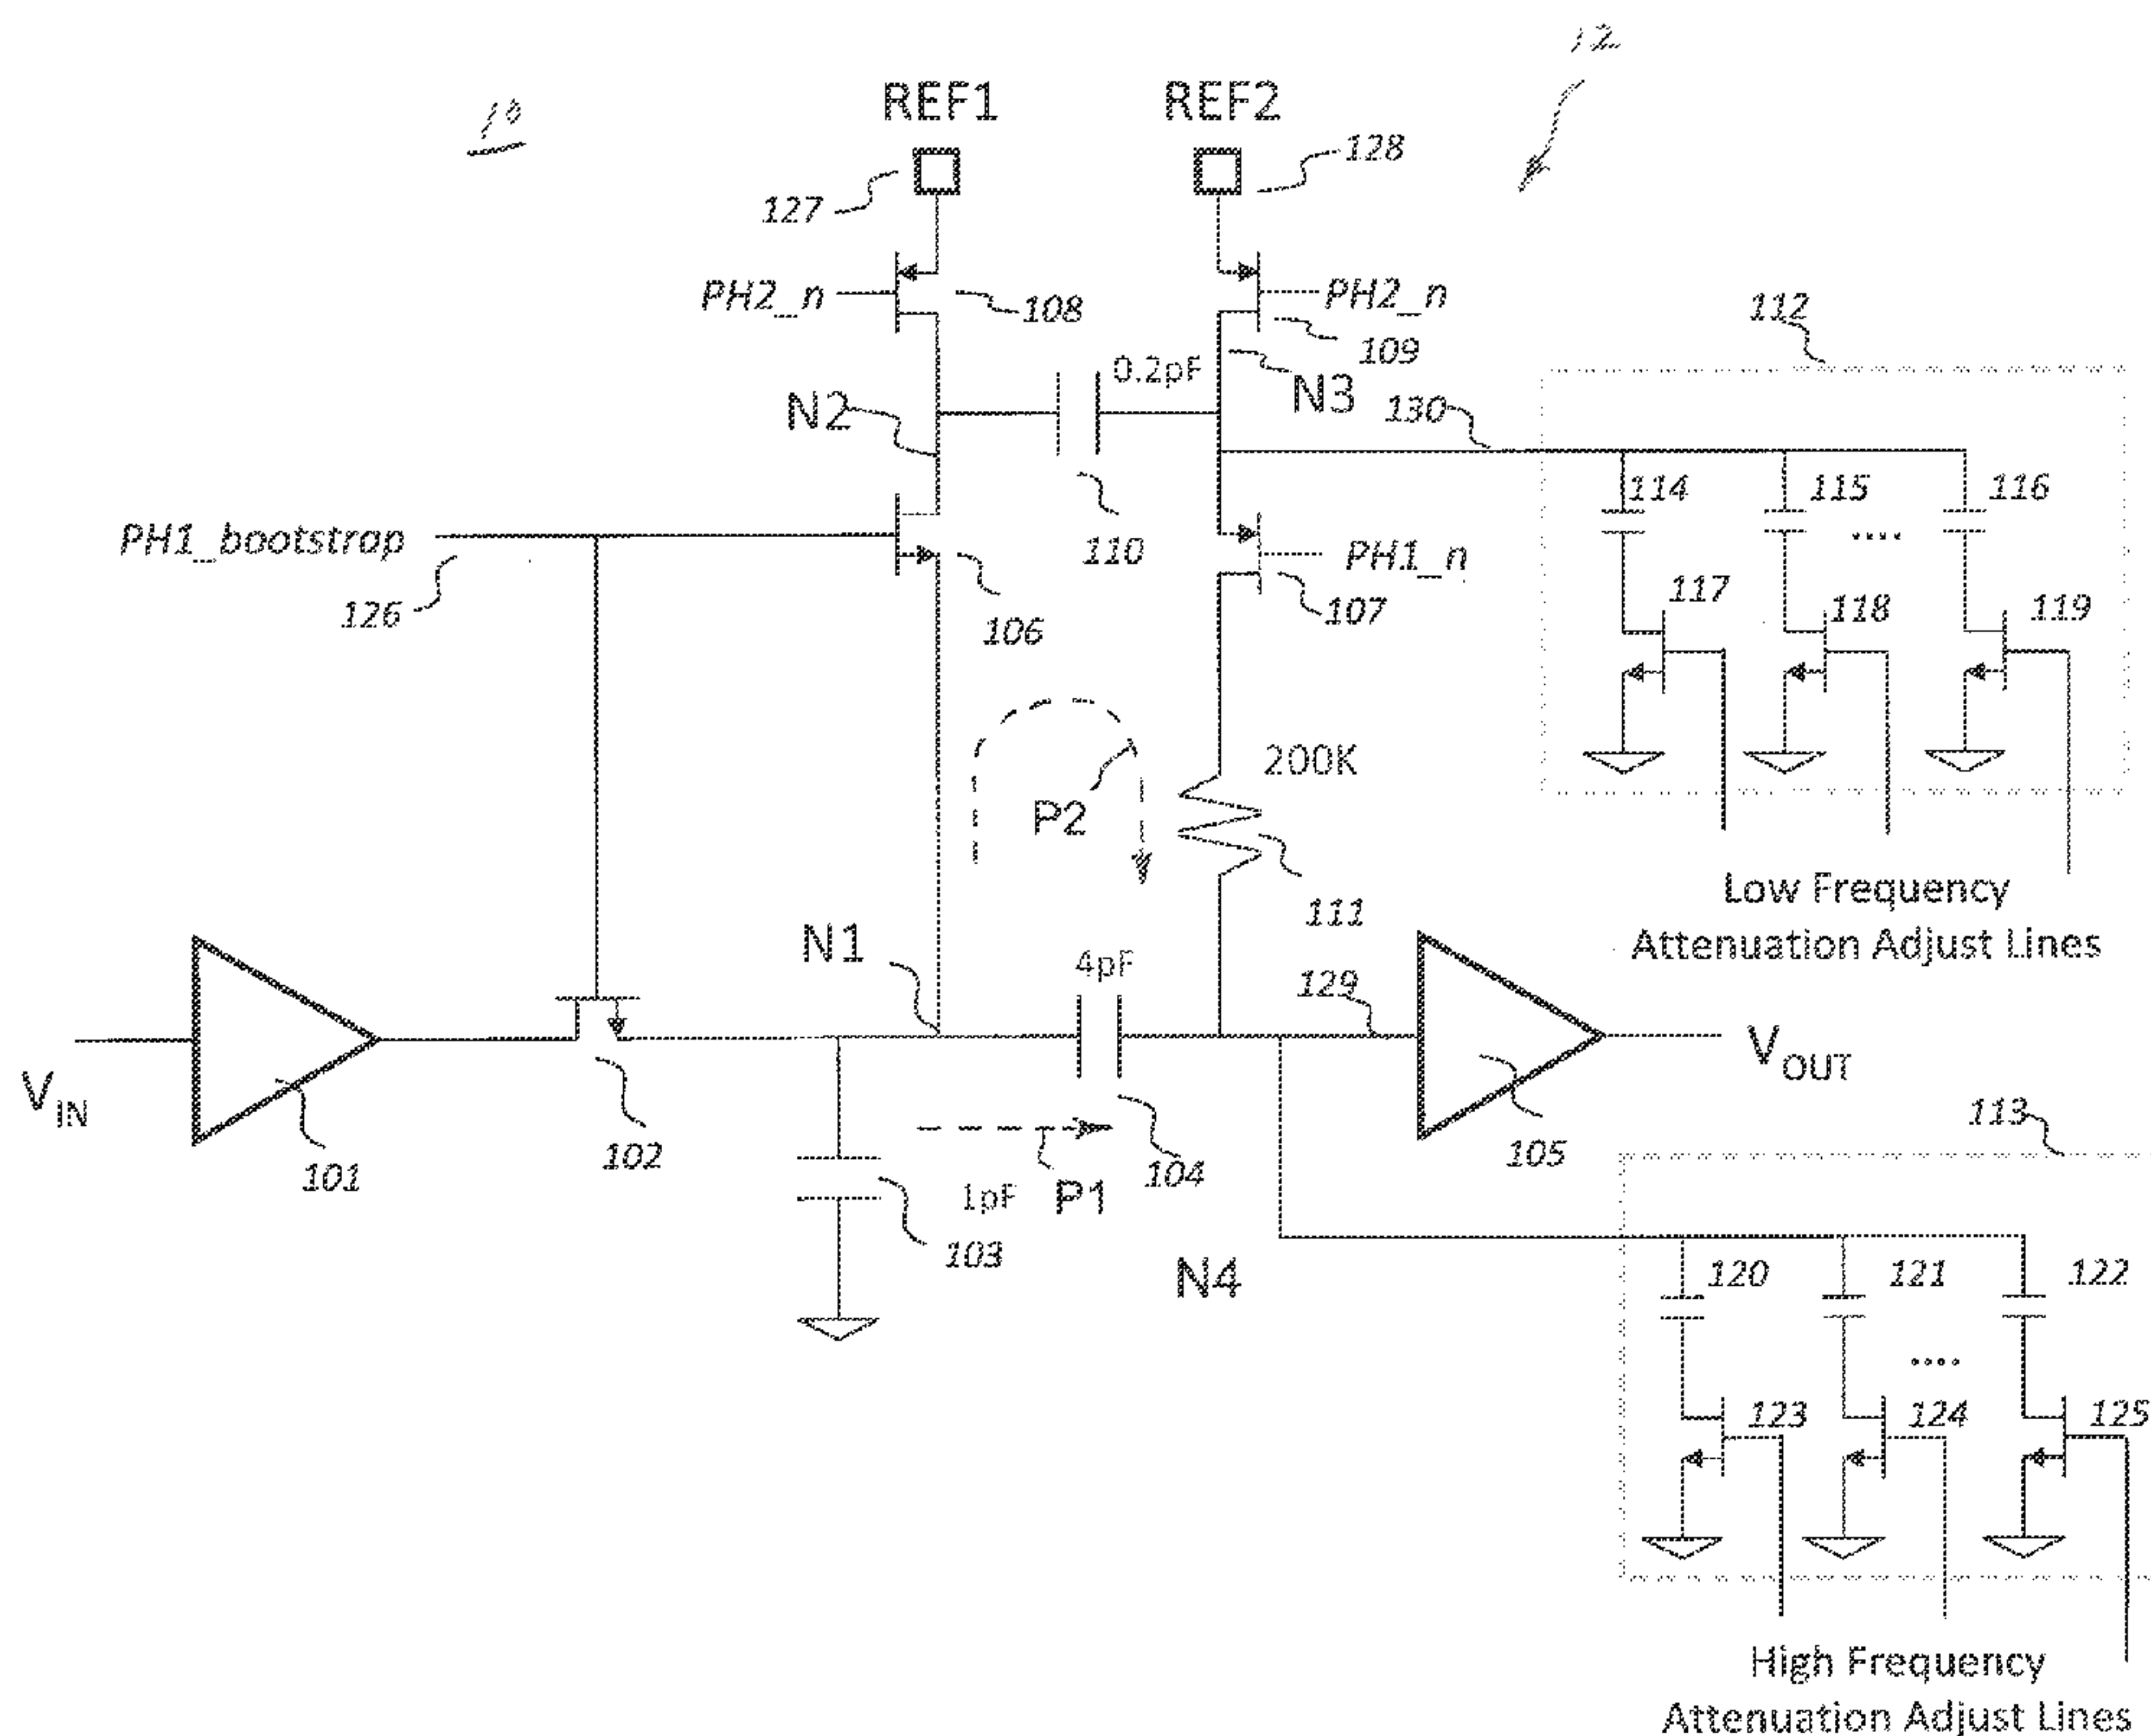 12
10
REF1
REF2
127
128
PH2_n
108
PH2_n
109
112
0.2pF
N2
N3
130
114
115
116
....
PH1_bootstrap
126
110
PH1_n
106
107
117
118
119
200K
P2
111
Low Frequency
Attenuation Adjust Lines
N1
4pF
129
VIN
101
102
VOUT
105
113
104
1pF
P1
103
N4
120
121
122
....
123
124
125
High Frequency
Attenuation Adjust Lines